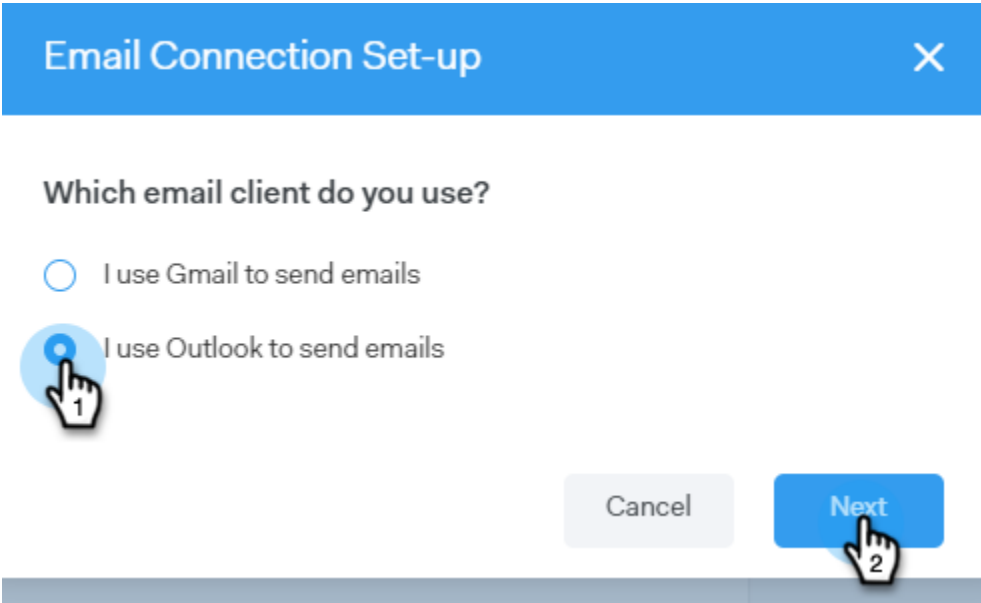 Email Connection Set-up
Which email client do you use?
I use Gmail to send emails
I use Outlook to send emails
1
Cancel
Next
2